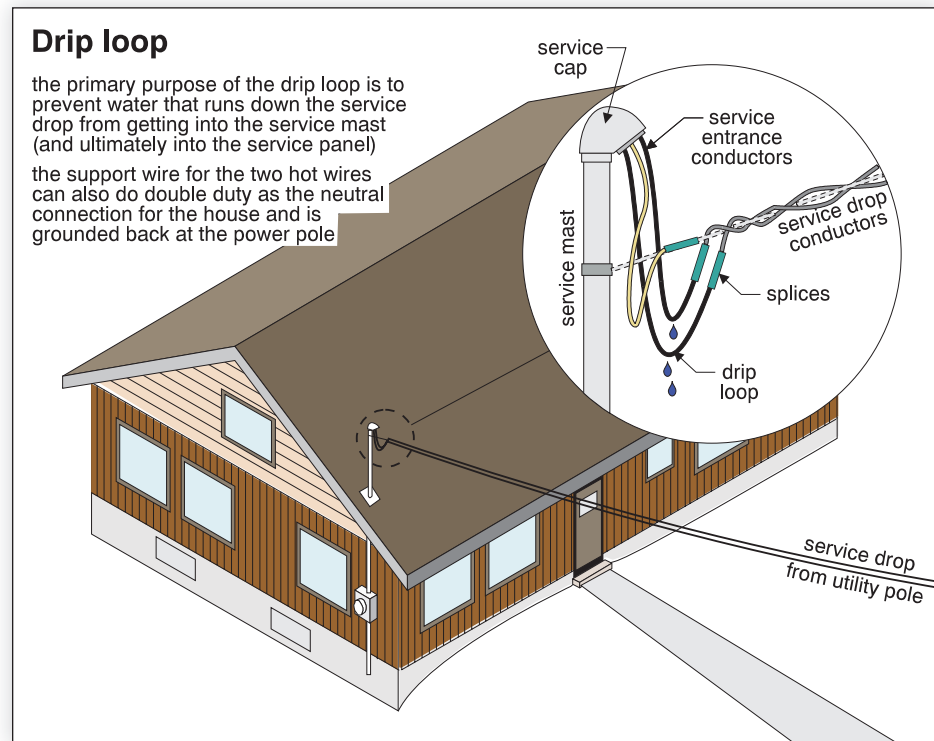 Drip loop
the primary purpose of the drip loop is to
prevent water that runs down the service
drop from getting into the service mast
(and ultimately into the service panel)
the support wire for the two hot wires
can also do double duty as the neutral
connection for the house and is
grounded back at the power pole
service
cap
service
entrance
conductors
service drop
conductors
service mast
splices
drip
loop
service drop
from utility pole